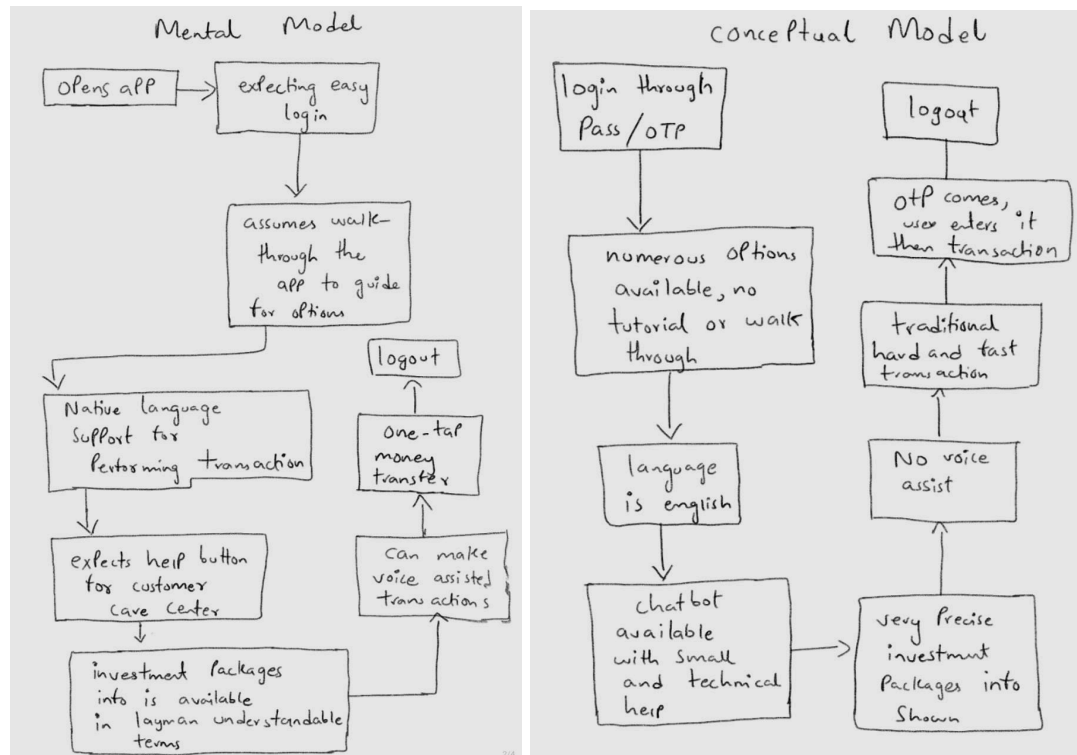 Mental Model
opens app
expecting easy
login
assumes walk-
through the
app to guide
for options
Native language
support for
performing transaction
expects help button
for customer
care center
investment packages
info is available
in layman understandable
terms
can make
voice assisted
transactions
one-tap
money
transfer
logout
conceptual Model
login through
Pass/OTP
numerous options
available, no
tutorial or walk
through
language
is english
chatbot
available
with small
and technical
help
very precise
investment
packages info
shown
No voice
assist
traditional
hard and fast
transaction
OTP comes,
user enters it
then transaction
logout